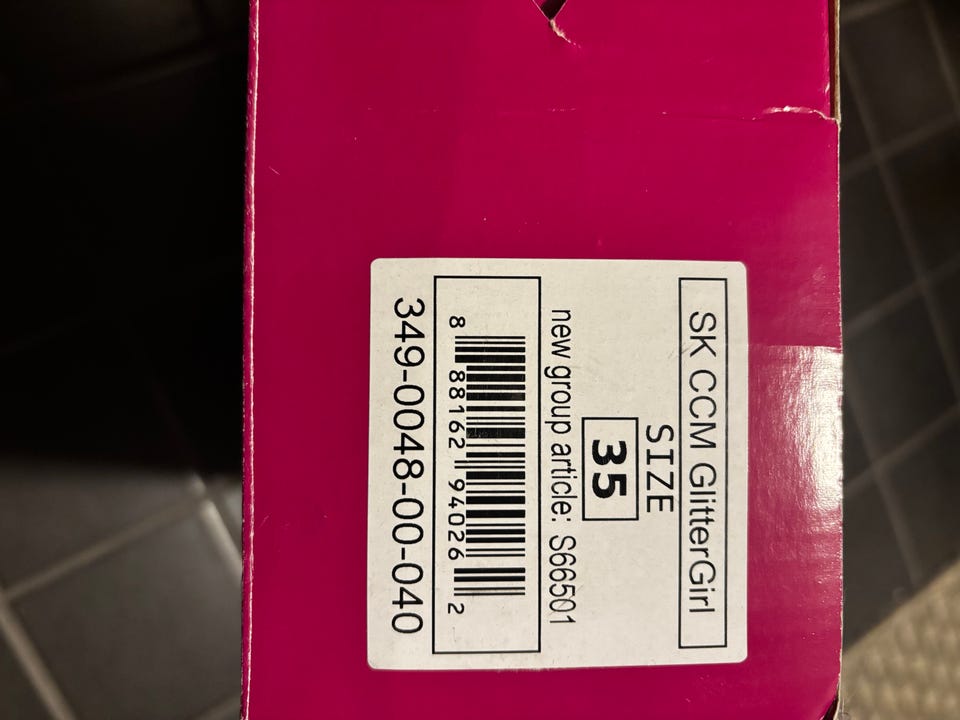 SK CCM GlitterGirl
SIZE
35
new group article: S66501
8 88162 94026 2
349-0048-00-040